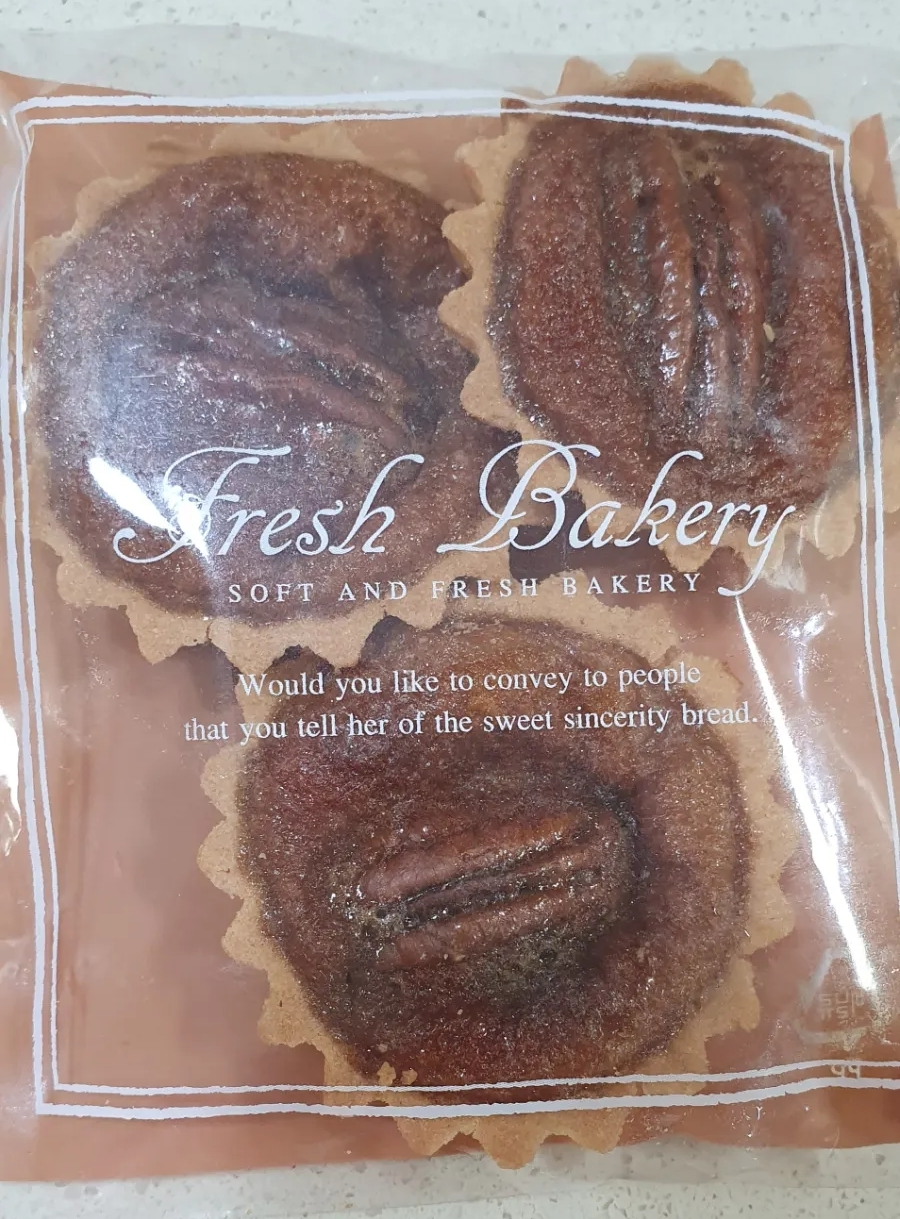 Fresh Bakery
SOFT AND FRESH BAKERY
Would you like to convey to people
that you tell her of the sweet sincerity bread.